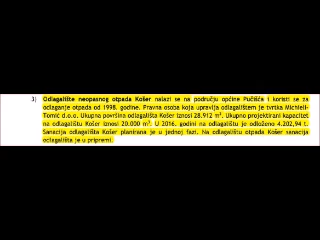 3) Odlagalište neopasnog otpada Košer nalazi se na području općine Pučišća i koristi se za
odlaganje otpada od 1998. godine. Pravna osoba koja upravlja odlagalištem je tvrtka Michieli-
Tomić d.o.o. Ukupna površina odlagališta Košer iznosi 28.912 m². Ukupno projektirani kapacitet
na odlagalištu Košer iznosi 20.000 m³. U 2016. godini na odlagalištu je odloženo 4.202,94 t.
Sanacija odlagališta Košer planirana je u jednoj fazi. Na odlagalištu otpada Košer sanacija
odlagališta je u pripremi.